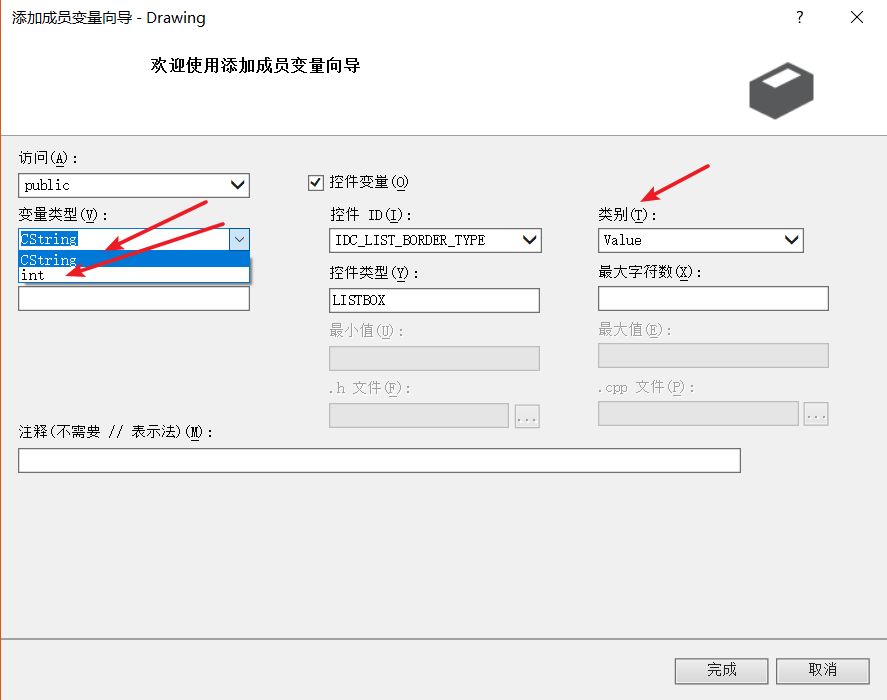 添加成员变量向导 - Drawing
?
欢迎使用添加成员变量向导
访问(A):
public
控件变量(O)
变量类型(V):
控件 ID(I):
类别(T):
CString
IDC_LIST_BORDER_TYPE
Value
CString
int
控件类型(Y):
最大字符数(X):
LISTBOX
最小值(U):
最大值(E):
.h 文件(F):
.cpp 文件(P):
...
...
注释(不需要 // 表示法)(M):
完成
取消